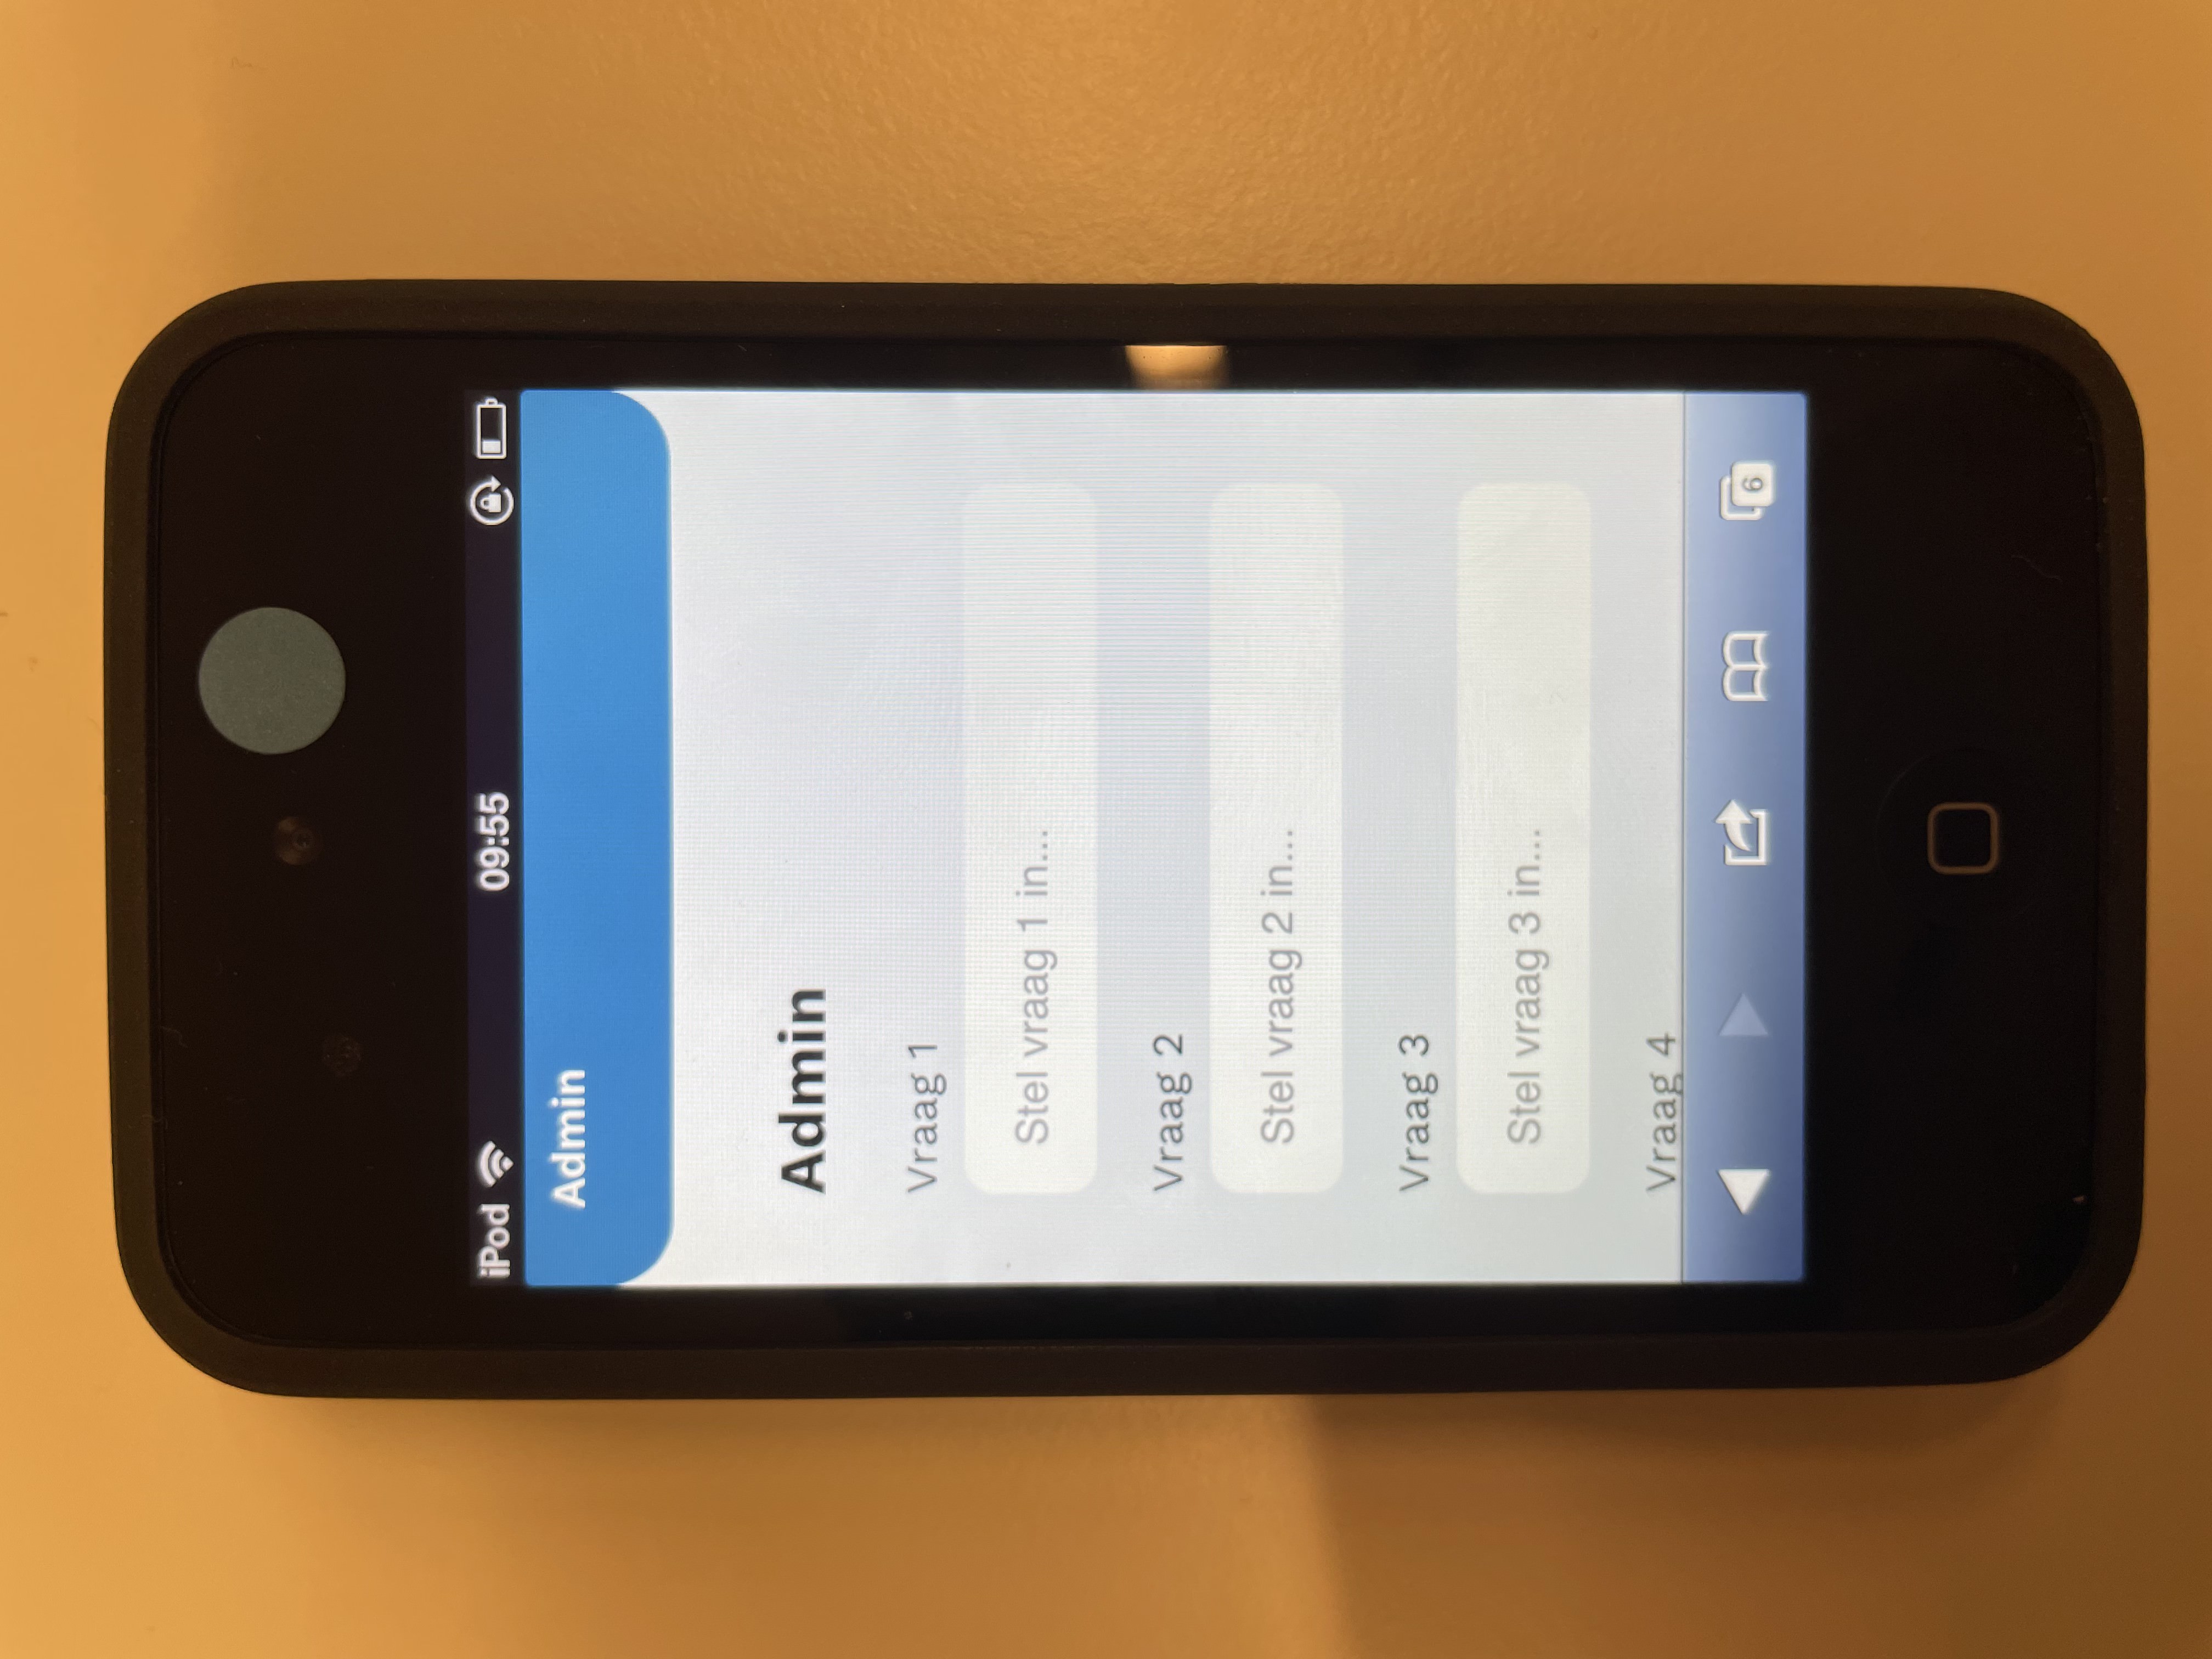 iPod 09:55
Admin
Admin
Vraag 1
Stel vraag 1 in...
Vraag 2
Stel vraag 2 in...
Vraag 3
Stel vraag 3 in...
Vraag 4
6